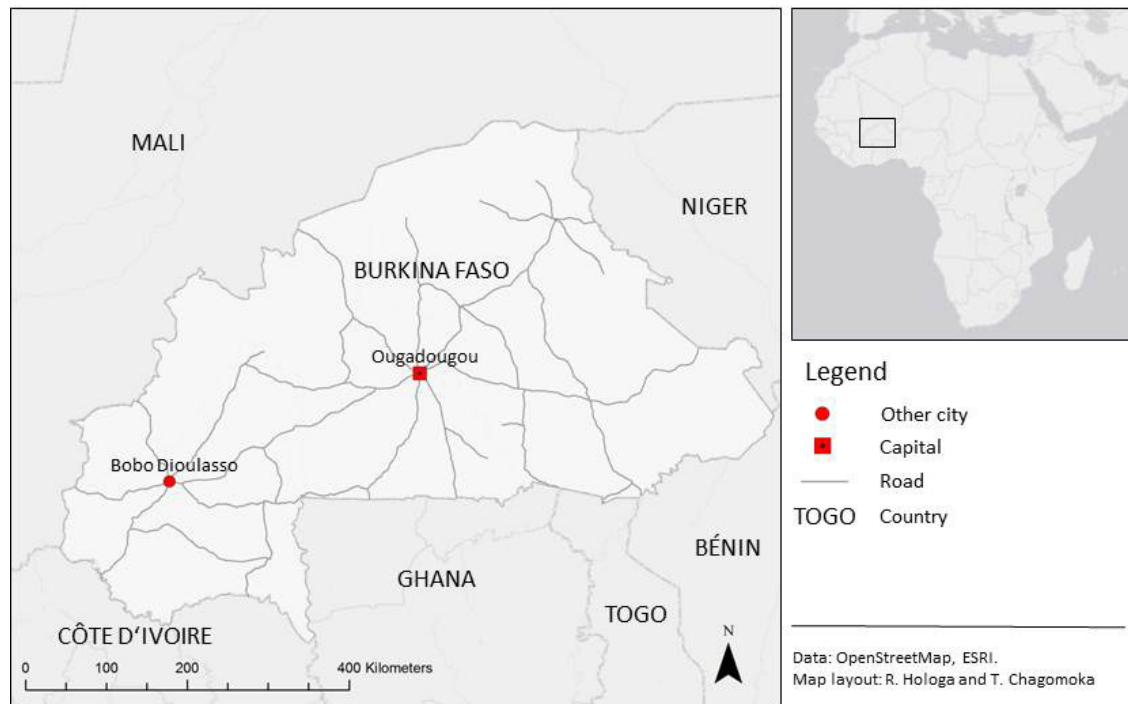 MALI
NIGER
BURKINA FASO
Ougadougou
Bobo Dioulasso
BÉNIN
GHANA
TOGO
CÔTE D'IVOIRE
N
0 100 200 400 Kilometers
Legend
Other city
Capital
Road
TOGO Country
Data: OpenStreetMap, ESRI.
Map layout: R. Hologa and T. Chagomoka